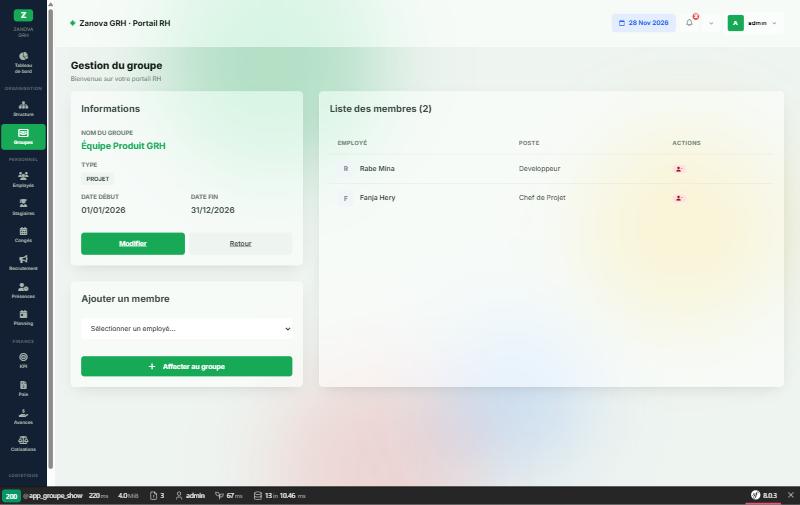 Z
ZANOVA
GRH
Zanova GRH · Portail RH
28 Nov 2026
A
admin
Tableau
de bord
ORGANISATION
Structure
Groupes
PERSONNEL
Employés
Stagiaires
Congés
Recrutement
Présences
Planning
FINANCE
KPI
Paie
Avances
Cotisations
LOGISTIQUE
Gestion du groupe
Bienvenue sur votre portail RH
Informations
NOM DU GROUPE
Équipe Produit GRH
TYPE
PROJET
DATE DÉBUT
DATE FIN
01/01/2026
31/12/2026
Modifier
Retour
Ajouter un membre
Sélectionner un employé...
Affecter au groupe
Liste des membres (2)
EMPLOYÉ
POSTE
ACTIONS
R
Rabe Mina
Developpeur
F
Fanja Hery
Chef de Projet
200 @app_groupe_show 220 ms 4.0 MiB 3 admin 67 ms 13 in 10.46 ms 8.0.3